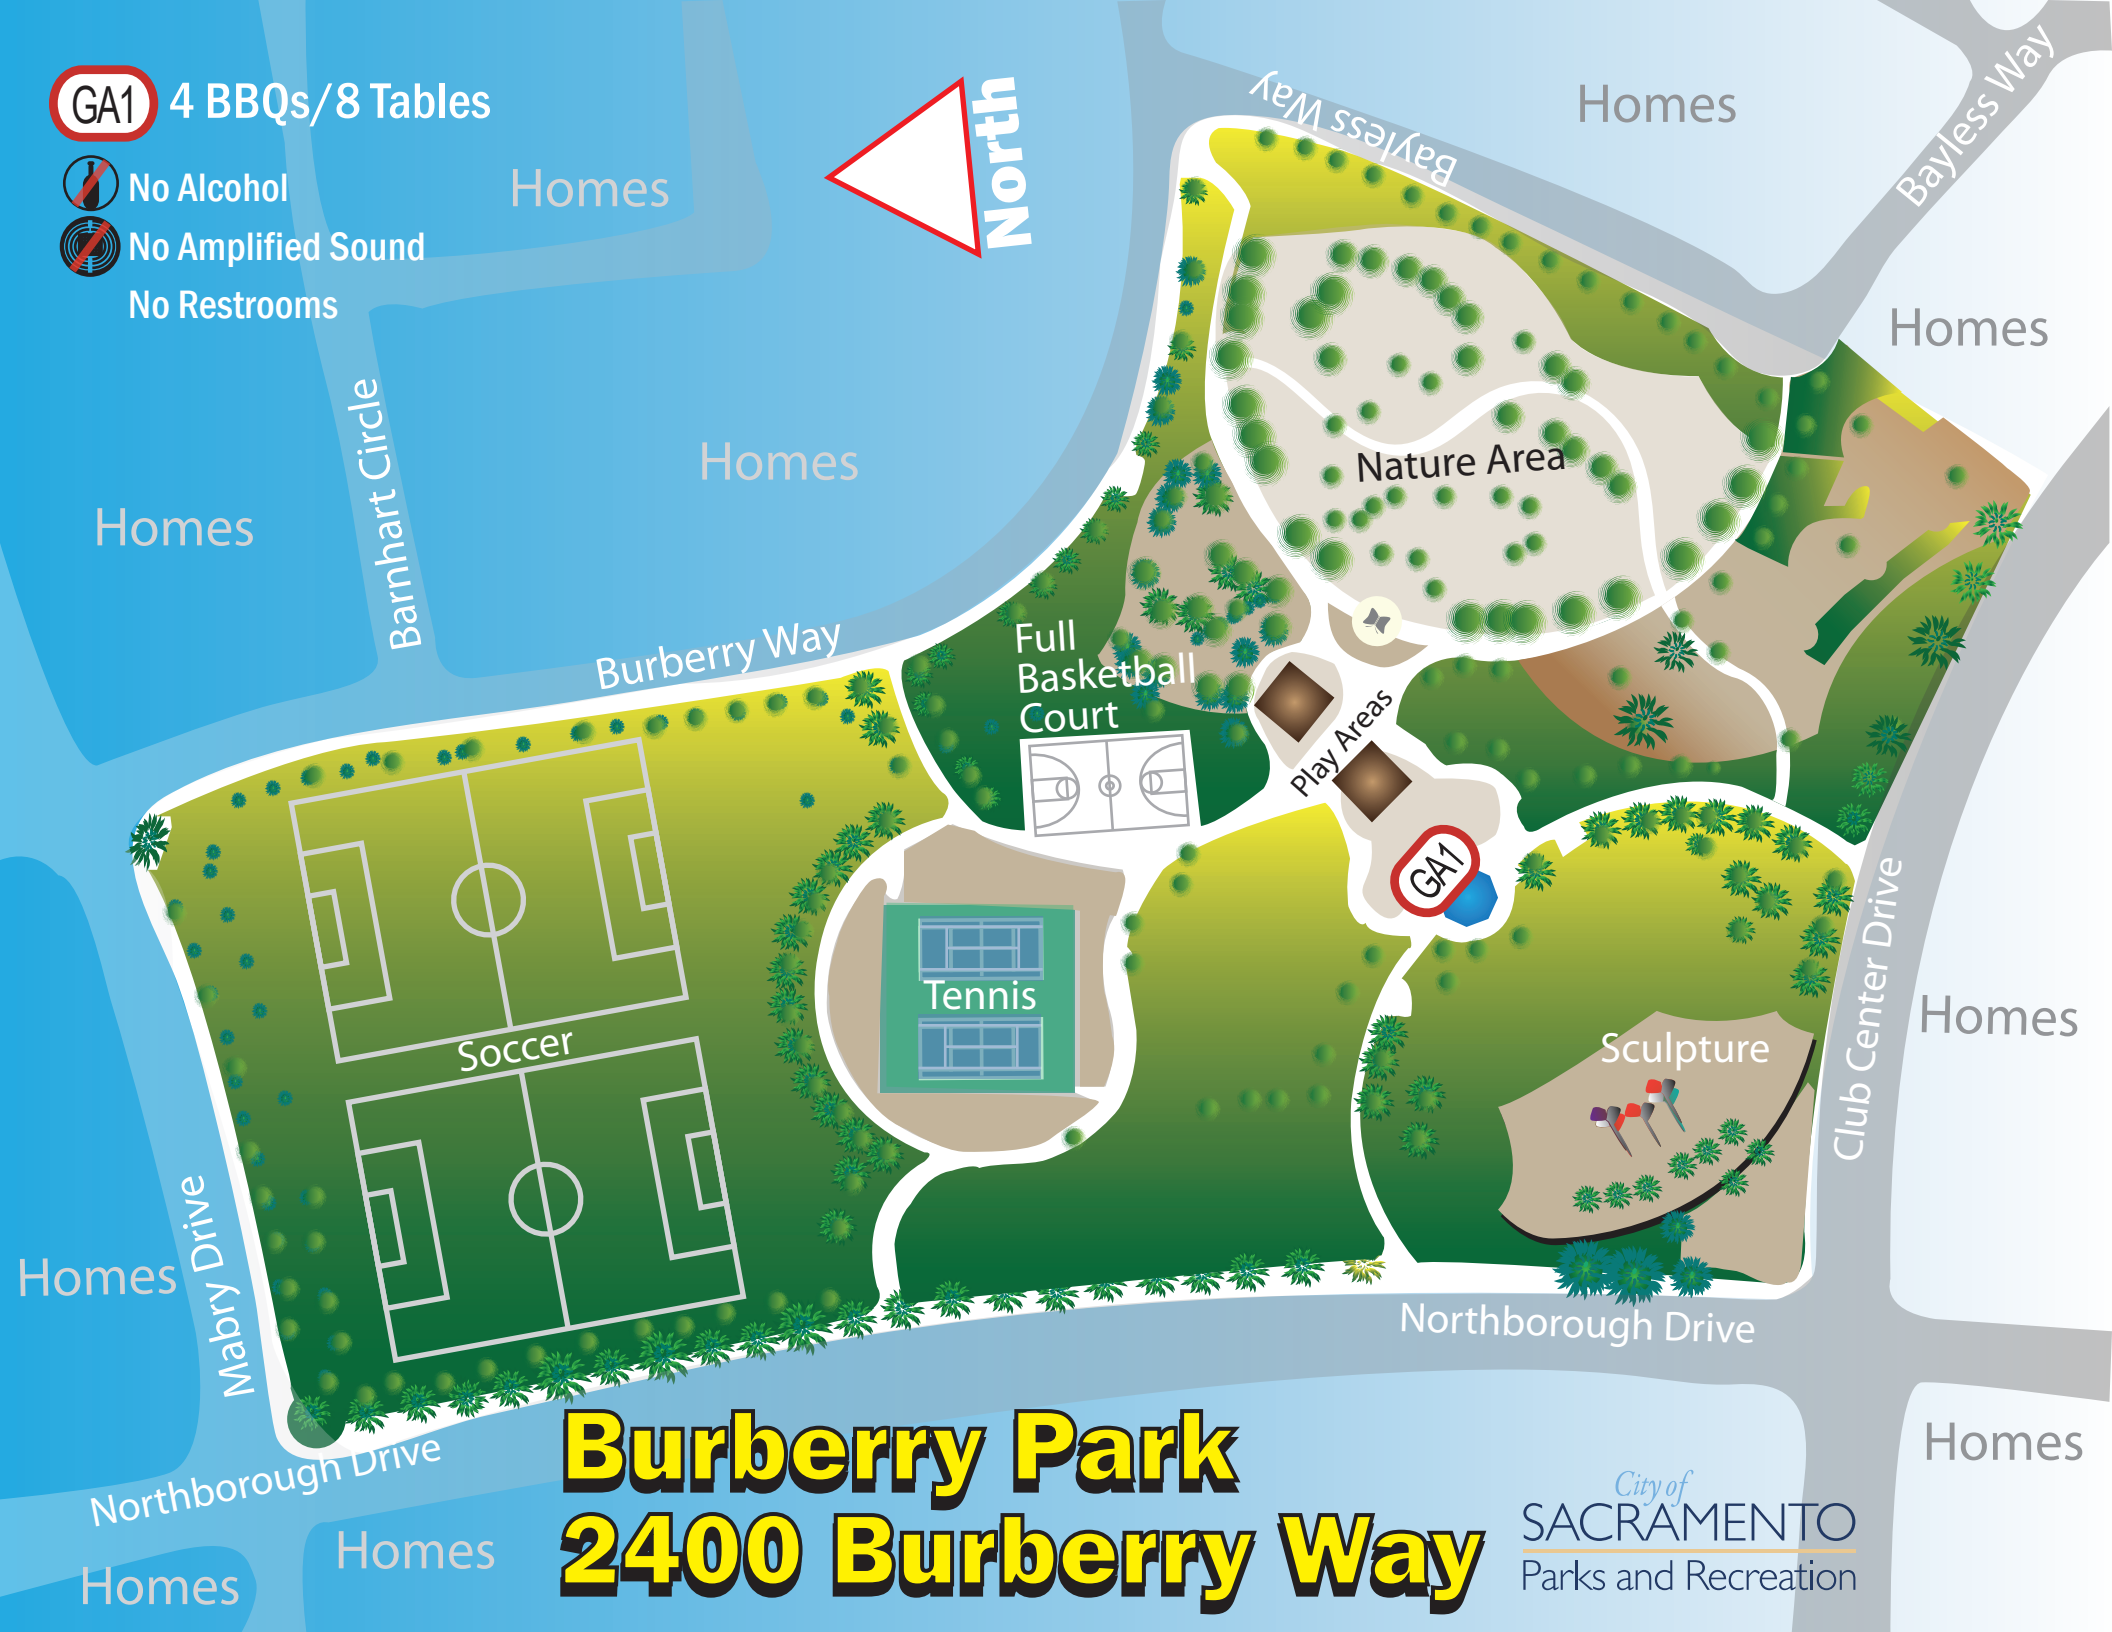 GA1 4 BBQs/8 Tables
No Alcohol
No Amplified Sound
No Restrooms
North
Homes
Bayless Way
Bayless Way
Homes
Homes
Homes
Homes
Barnhart Circle
Burberry Way
Nature Area
Full
Basketball
Court
Play Areas
GA1
Tennis
Soccer
Sculpture
Club Center Drive
Homes
Homes
Mabry Drive
Northborough Drive
Northborough Drive
Homes
Homes
Homes
Burberry Park
2400 Burberry Way
City of
SACRAMENTO
Parks and Recreation